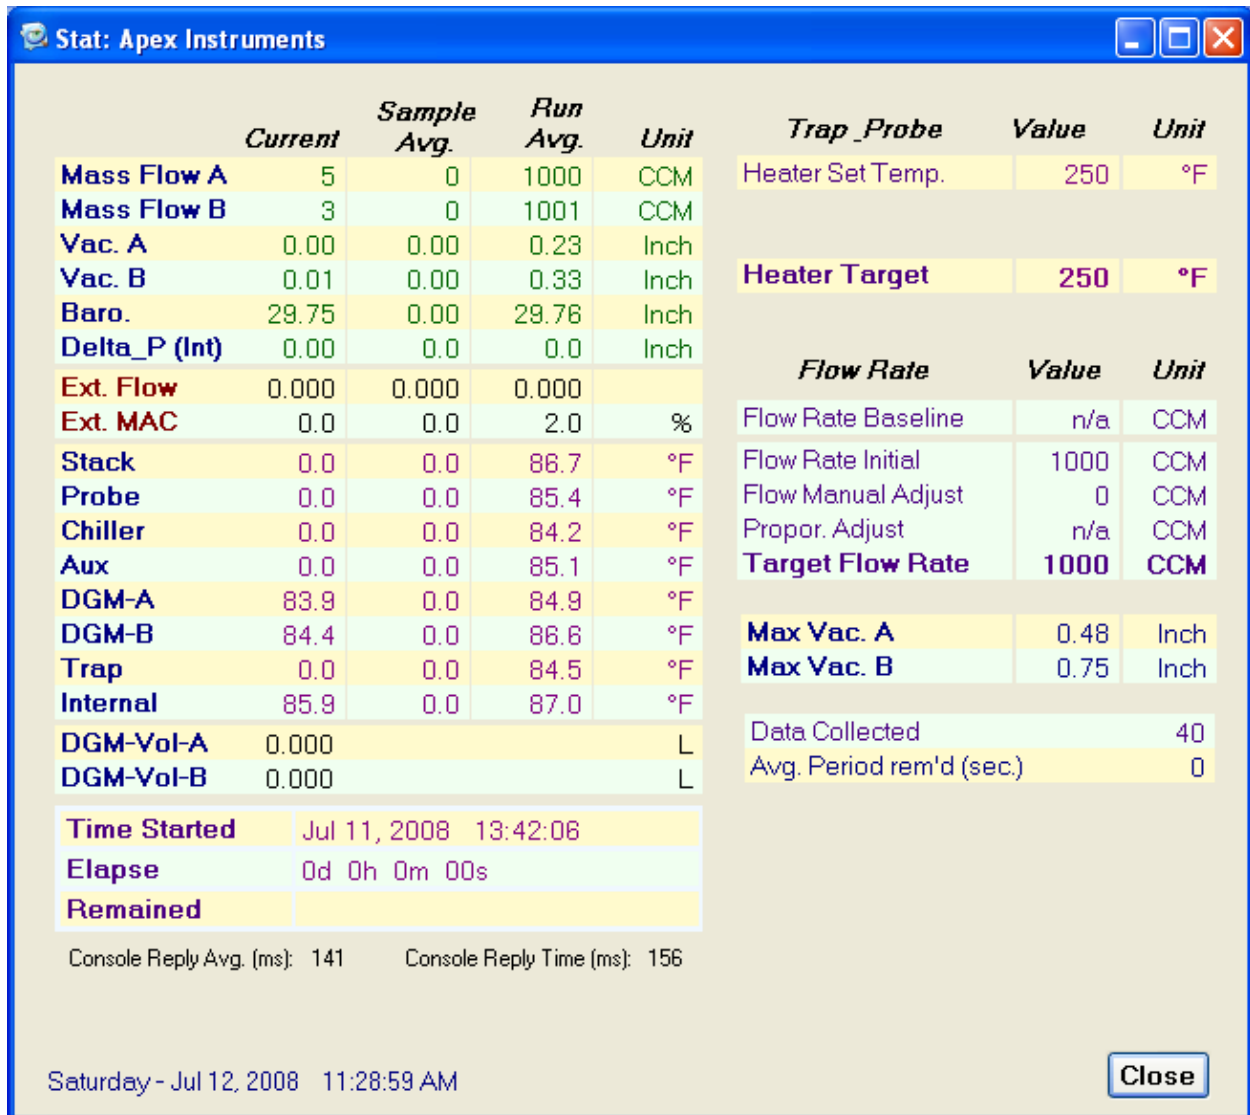 Stat: Apex Instruments
Current Sample Avg. Run Avg. Unit
Mass Flow A 5 0 1000 CCM
Mass Flow B 3 0 1001 CCM
Vac. A 0.00 0.00 0.23 Inch
Vac. B 0.01 0.00 0.33 Inch
Baro. 29.75 0.00 29.76 Inch
Delta_P (Int) 0.00 0.0 0.0 Inch
Ext. Flow 0.000 0.000 0.000
Ext. MAC 0.0 0.0 2.0 %
Stack 0.0 0.0 86.7 °F
Probe 0.0 0.0 85.4 °F
Chiller 0.0 0.0 84.2 °F
Aux 0.0 0.0 85.1 °F
DGM-A 83.9 0.0 84.9 °F
DGM-B 84.4 0.0 86.6 °F
Trap 0.0 0.0 84.5 °F
Internal 85.9 0.0 87.0 °F
DGM-Vol-A 0.000 L
DGM-Vol-B 0.000 L
Time Started Jul 11, 2008 13:42:06
Elapse 0d 0h 0m 00s
Remained
Console Reply Avg. (ms): 141 Console Reply Time (ms): 156
Trap_Probe Value Unit
Heater Set Temp. 250 °F
Heater Target 250 °F
Flow Rate Value Unit
Flow Rate Baseline n/a CCM
Flow Rate Initial 1000 CCM
Flow Manual Adjust 0 CCM
Propor. Adjust n/a CCM
Target Flow Rate 1000 CCM
Max Vac. A 0.48 Inch
Max Vac. B 0.75 Inch
Data Collected 40
Avg. Period rem'd (sec.) 0
Saturday - Jul 12, 2008 11:28:59 AM
Close